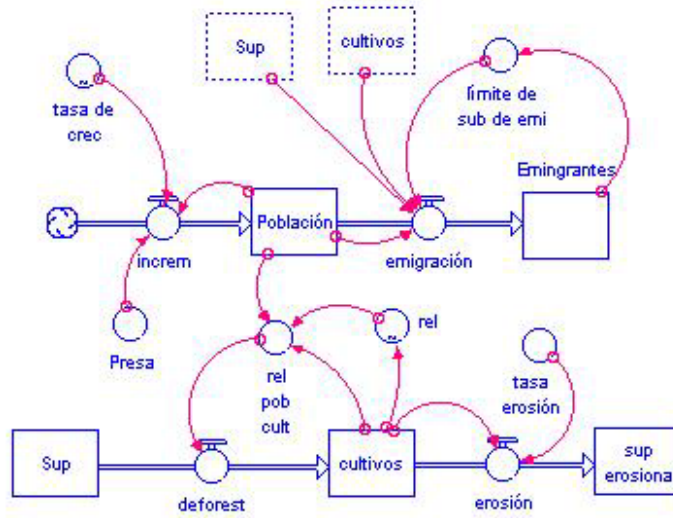 Sup
cultivos
tasa de
crec
límite de
sub de emi
Emingrantes
Población
increm
emigración
Presa
rel
rel
pob
cult
tasa
erosión
Sup
deforest
cultivos
erosión
sup
erosiona